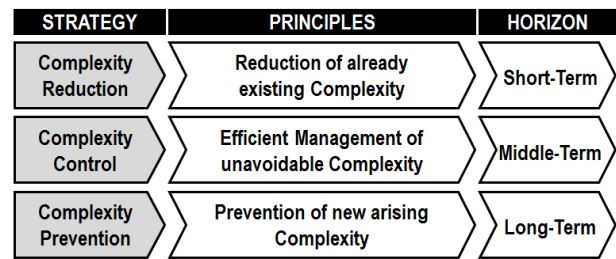 STRATEGY PRINCIPLES HORIZON
Complexity Reduction of already
Reduction existing Complexity
Short-Term
Complexity Efficient Management of
Control unavoidable Complexity
Middle-Term
Complexity Prevention of new arising
Prevention Complexity
Long-Term